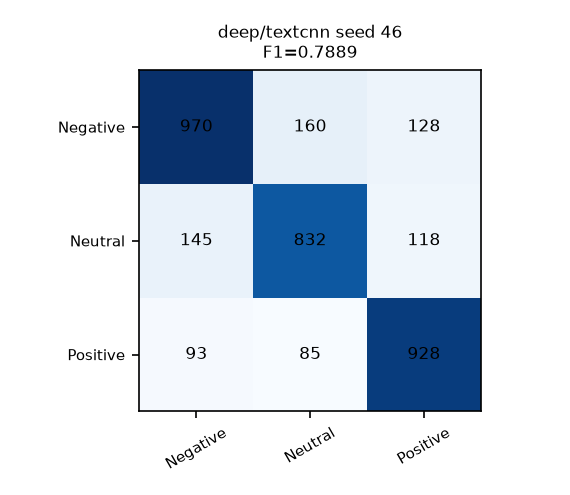 deep/textcnn seed 46
F1=0.7889
Negative 970 160 128
Neutral 145 832 118
Positive 93 85 928
Negative Neutral Positive